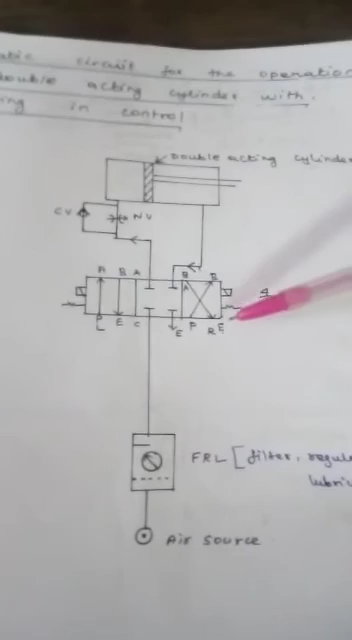 circuit for the operation
double acting cylinder with.
in control
Double acting cylinder
CV NV
A B A B E
A
L E C E P R E
FRL [filter, regula
lubric
Air source